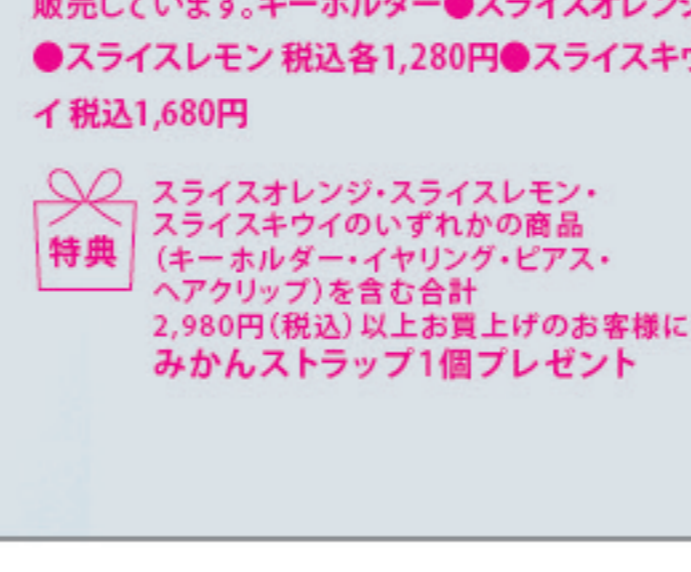 販売しています。キーホルダー●スライスオレンジ
●スライスレモン 税込各1,280円●スライスキウ
イ 税込1,680円
特典
スライスオレンジ・スライスレモン・
スライスキウイのいずれかの商品
(キーホルダー・イヤリング・ピアス・
ヘアクリップ)を含む合計
2,980円(税込)以上お買上げのお客様に
みかんストラップ1個プレゼント